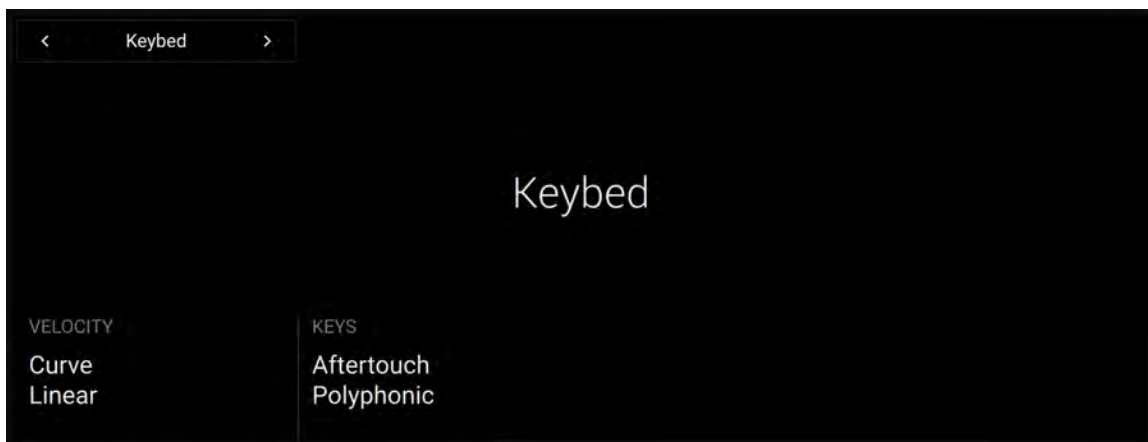 < Keybed >
Keybed
VELOCITY
Curve
Linear
KEYS
Aftertouch
Polyphonic